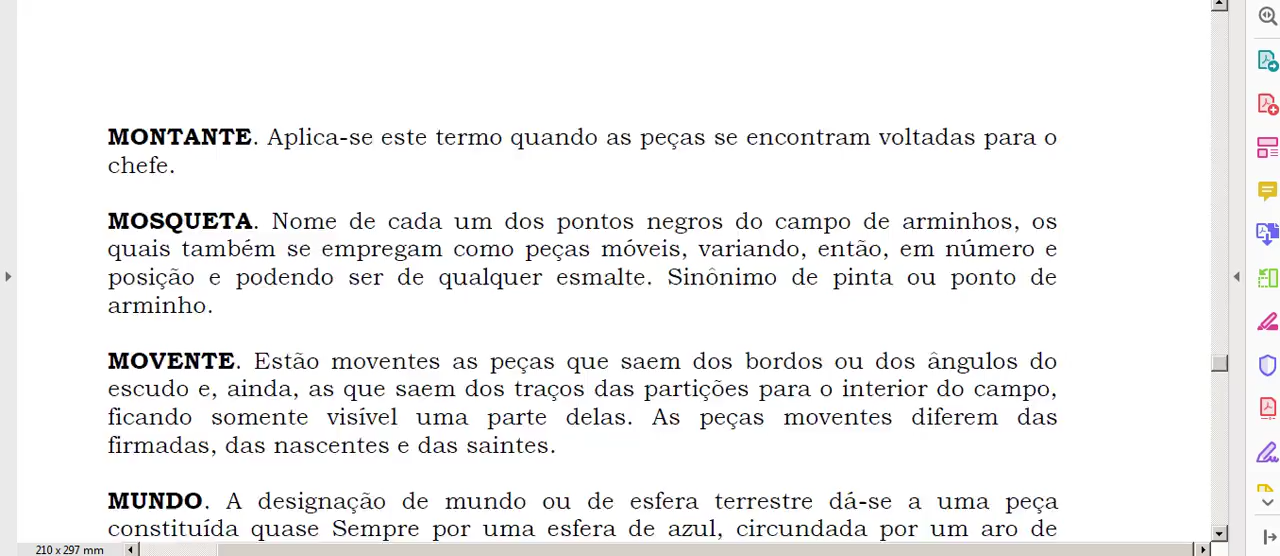 MONTANTE. Aplica-se este termo quando as peças se encontram voltadas para o
chefe.
MOSQUETA. Nome de cada um dos pontos negros do campo de arminhos, os
quais também se empregam como peças móveis, variando, então, em número e
posição e podendo ser de qualquer esmalte. Sinônimo de pinta ou ponto de
arminho.
MOVENTE. Estão moventes as peças que saem dos bordos ou dos ângulos do
escudo e, ainda, as que saem dos traços das partições para o interior do campo,
ficando somente visível uma parte delas. As peças moventes diferem das
firmadas, das nascentes e das saintes.
MUNDO. A designação de mundo ou de esfera terrestre dá-se a uma peça
constituída quase Sempre por uma esfera de azul, circundada por um aro de
210 x 297 mm